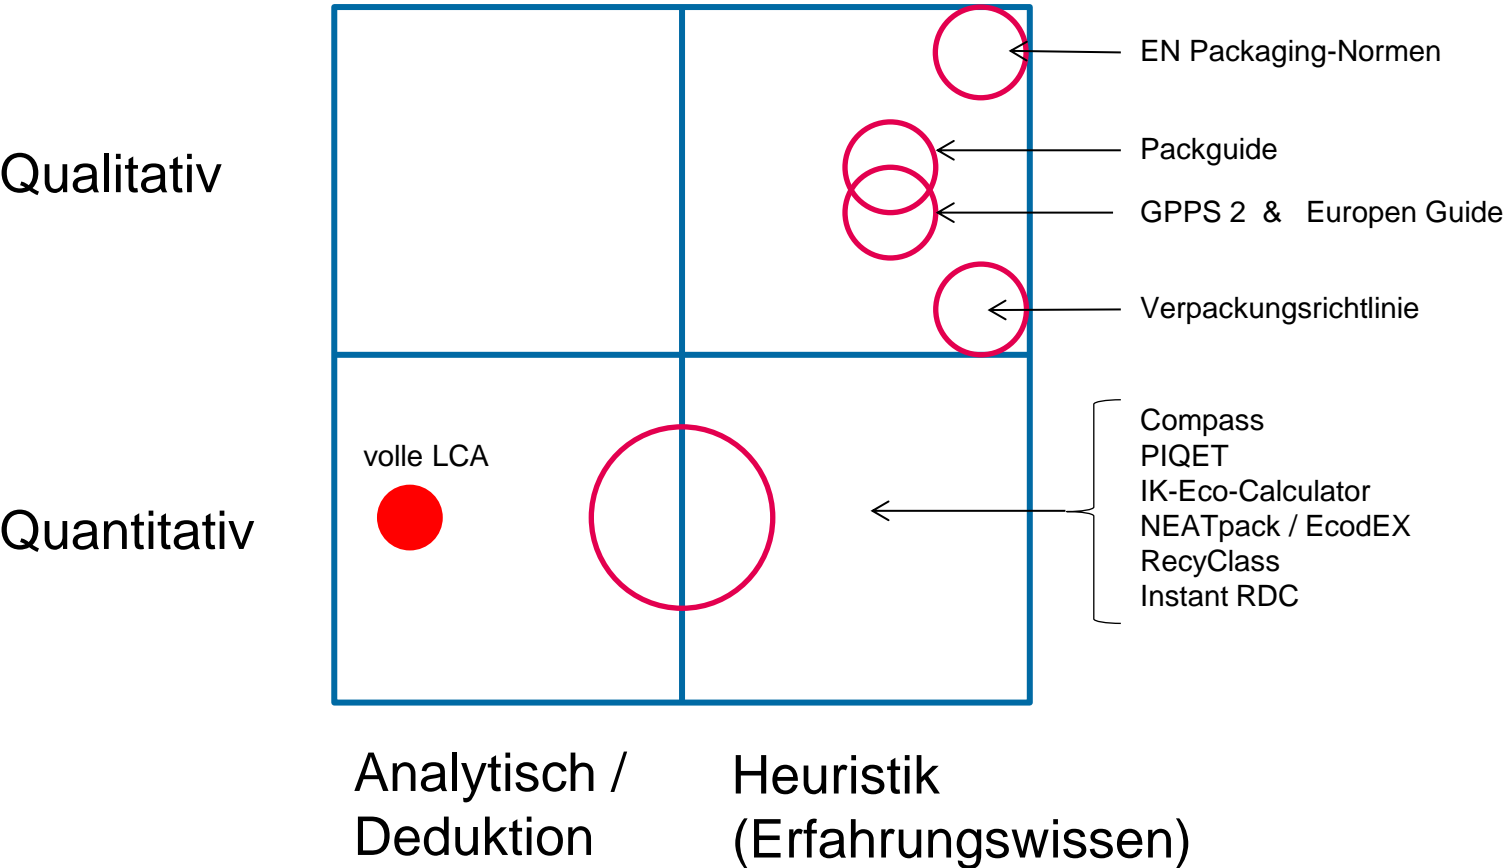 EN Packaging-Normen
Qualitativ
Packguide
GPPS 2 & Europen Guide
Verpackungsrichtlinie
volle LCA
Quantitativ
Compass
PIQET
IK-Eco-Calculator
NEATpack / EcodEX
RecyClass
Instant RDC
Analytisch /
Deduktion
Heuristik
(Erfahrungswissen)